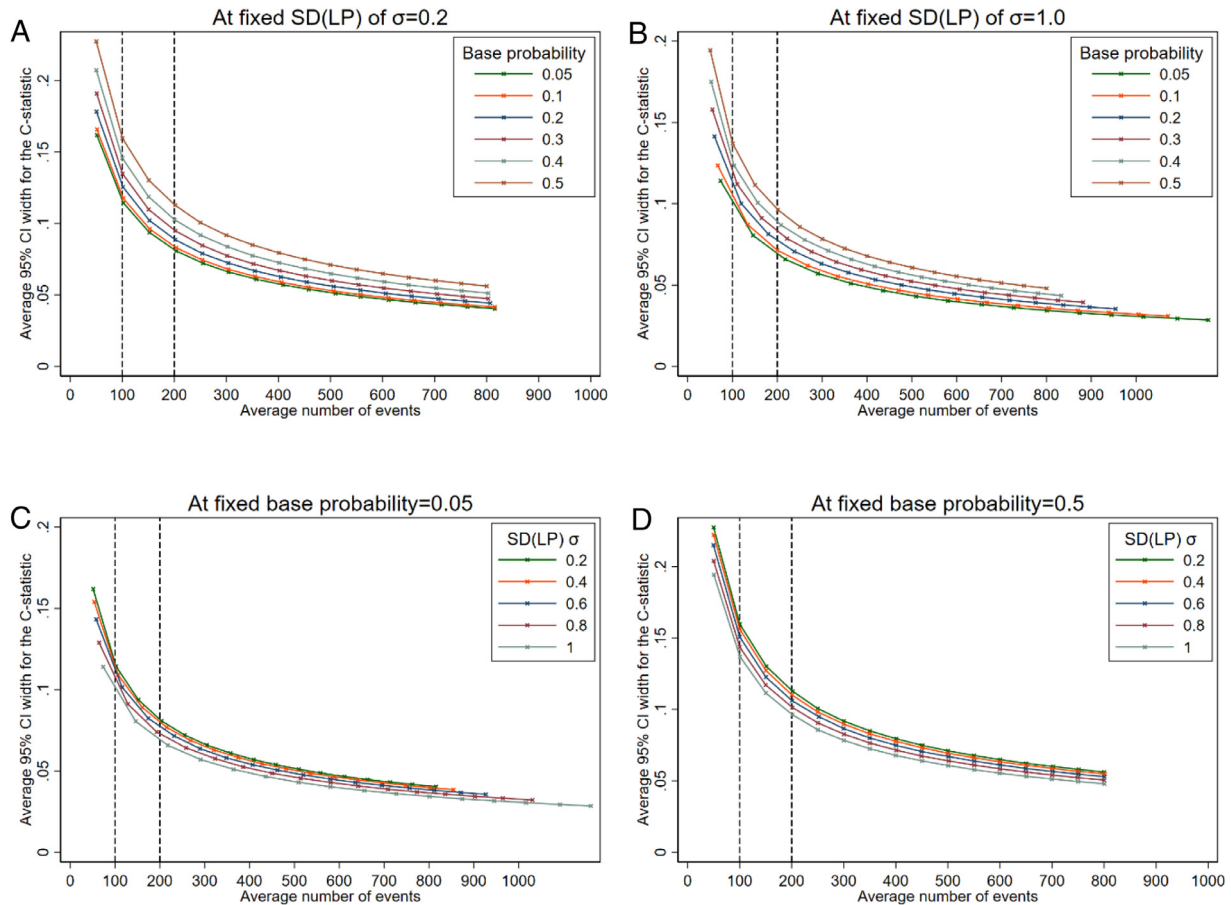 A
At fixed SD(LP) of σ=0.2
Average 95% CI width for the C-statistic
.2
.15
.1
.05
0
Base probability
0.05
0.1
0.2
0.3
0.4
0.5
0 100 200 300 400 500 600 700 800 900 1000
Average number of events
B
At fixed SD(LP) of σ=1.0
Average 95% CI width for the C-statistic
.2
.15
.1
.05
0
Base probability
0.05
0.1
0.2
0.3
0.4
0.5
0 100 200 300 400 500 600 700 800 900 1000
Average number of events
C
At fixed base probability=0.05
Average 95% CI width for the C-statistic
.2
.15
.1
.05
0
SD(LP) σ
0.2
0.4
0.6
0.8
1
0 100 200 300 400 500 600 700 800 900 1000
Average number of events
D
At fixed base probability=0.5
Average 95% CI width for the C-statistic
.2
.15
.1
.05
0
SD(LP) σ
0.2
0.4
0.6
0.8
1
0 100 200 300 400 500 600 700 800 900 1000
Average number of events